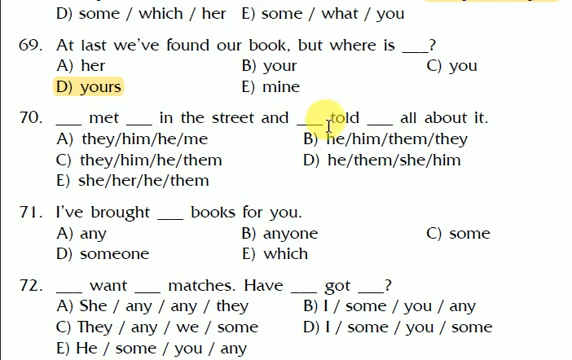 D) some / which / her E) some / what / you
69. At last we've found our book, but where is ___?
A) her B) your C) you
D) yours E) mine
70. ___ met ___ in the street and ___ told ___ all about it.
A) they/him/he/me B) he/him/them/they
C) they/him/he/them D) he/them/she/him
E) she/her/he/them
71. I've brought ___ books for you.
A) any B) anyone C) some
D) someone E) which
72. ___ want ___ matches. Have ___ got ___?
A) She / any / any / they B) I / some / you / any
C) They / any / we / some D) I / some / you / some
E) He / some / you / any